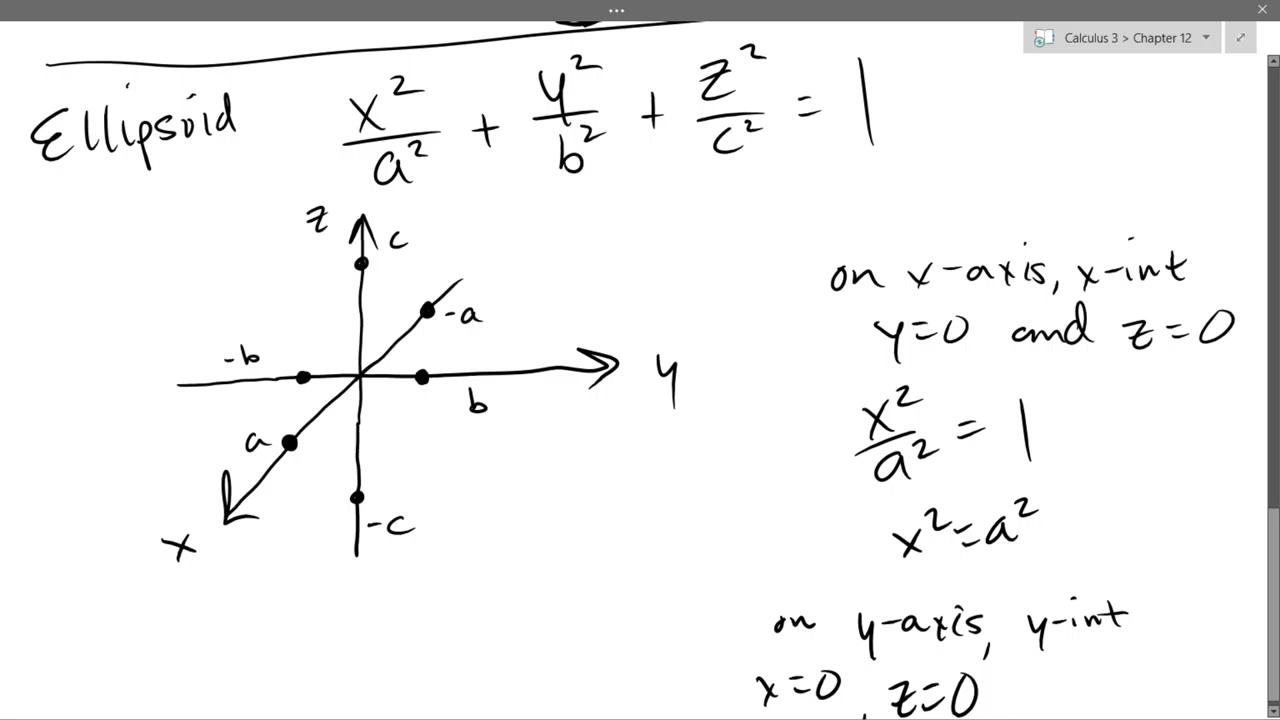 Calculus 3 > Chapter 12
Ellipsoid x²/a² + y²/b² + z²/c² = 1
z
c
-a
-b
b
y
a
x
-c
on x-axis, x-int
y=0 and z=0
x²/a² = 1
x²=a²
on y-axis, y-int
x=0, z=0